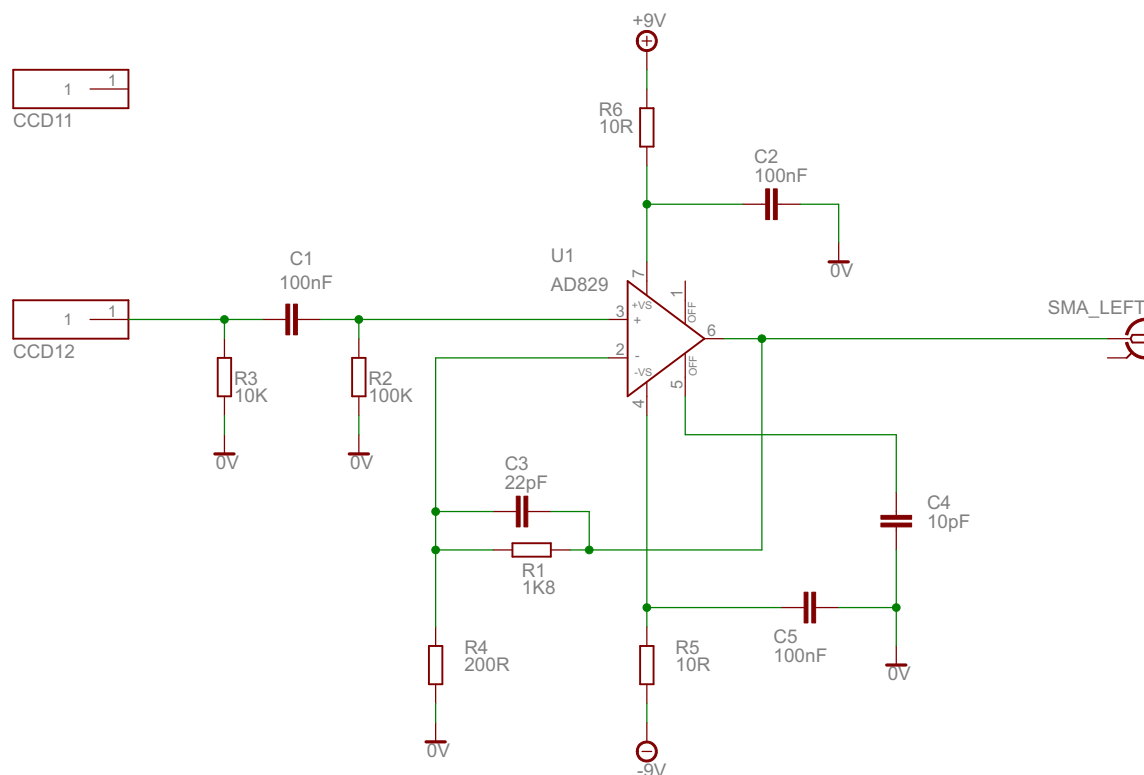 +9V
1 1
CCD11
R6
10R
C2
100nF
0V
C1
100nF
U1
AD829
7
1
+VS
OFF
3
+
2
-
-VS
OFF
6
4
5
SMA_LEFT
1 1
CCD12
R3
10K
R2
100K
0V
0V
C3
22pF
R1
1K8
C4
10pF
C5
100nF
R4
200R
R5
10R
0V
0V
-9V